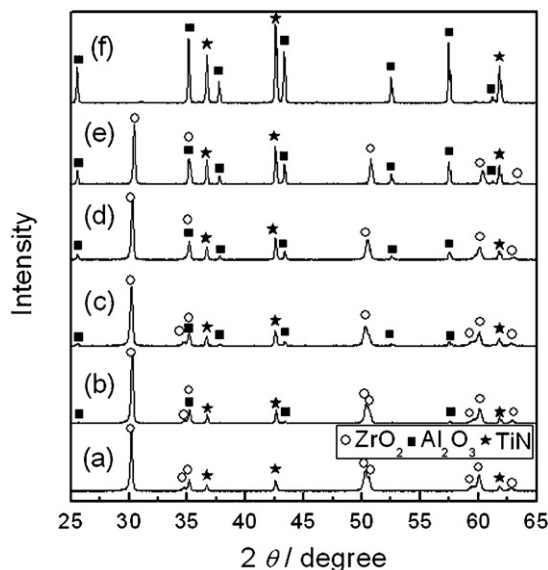 (f)
(e)
(d)
(c)
(b)
(a)
Intensity
○ZrO₂ ■Al₂O₃ ★TiN
25 30 35 40 45 50 55 60 65
2 θ / degree